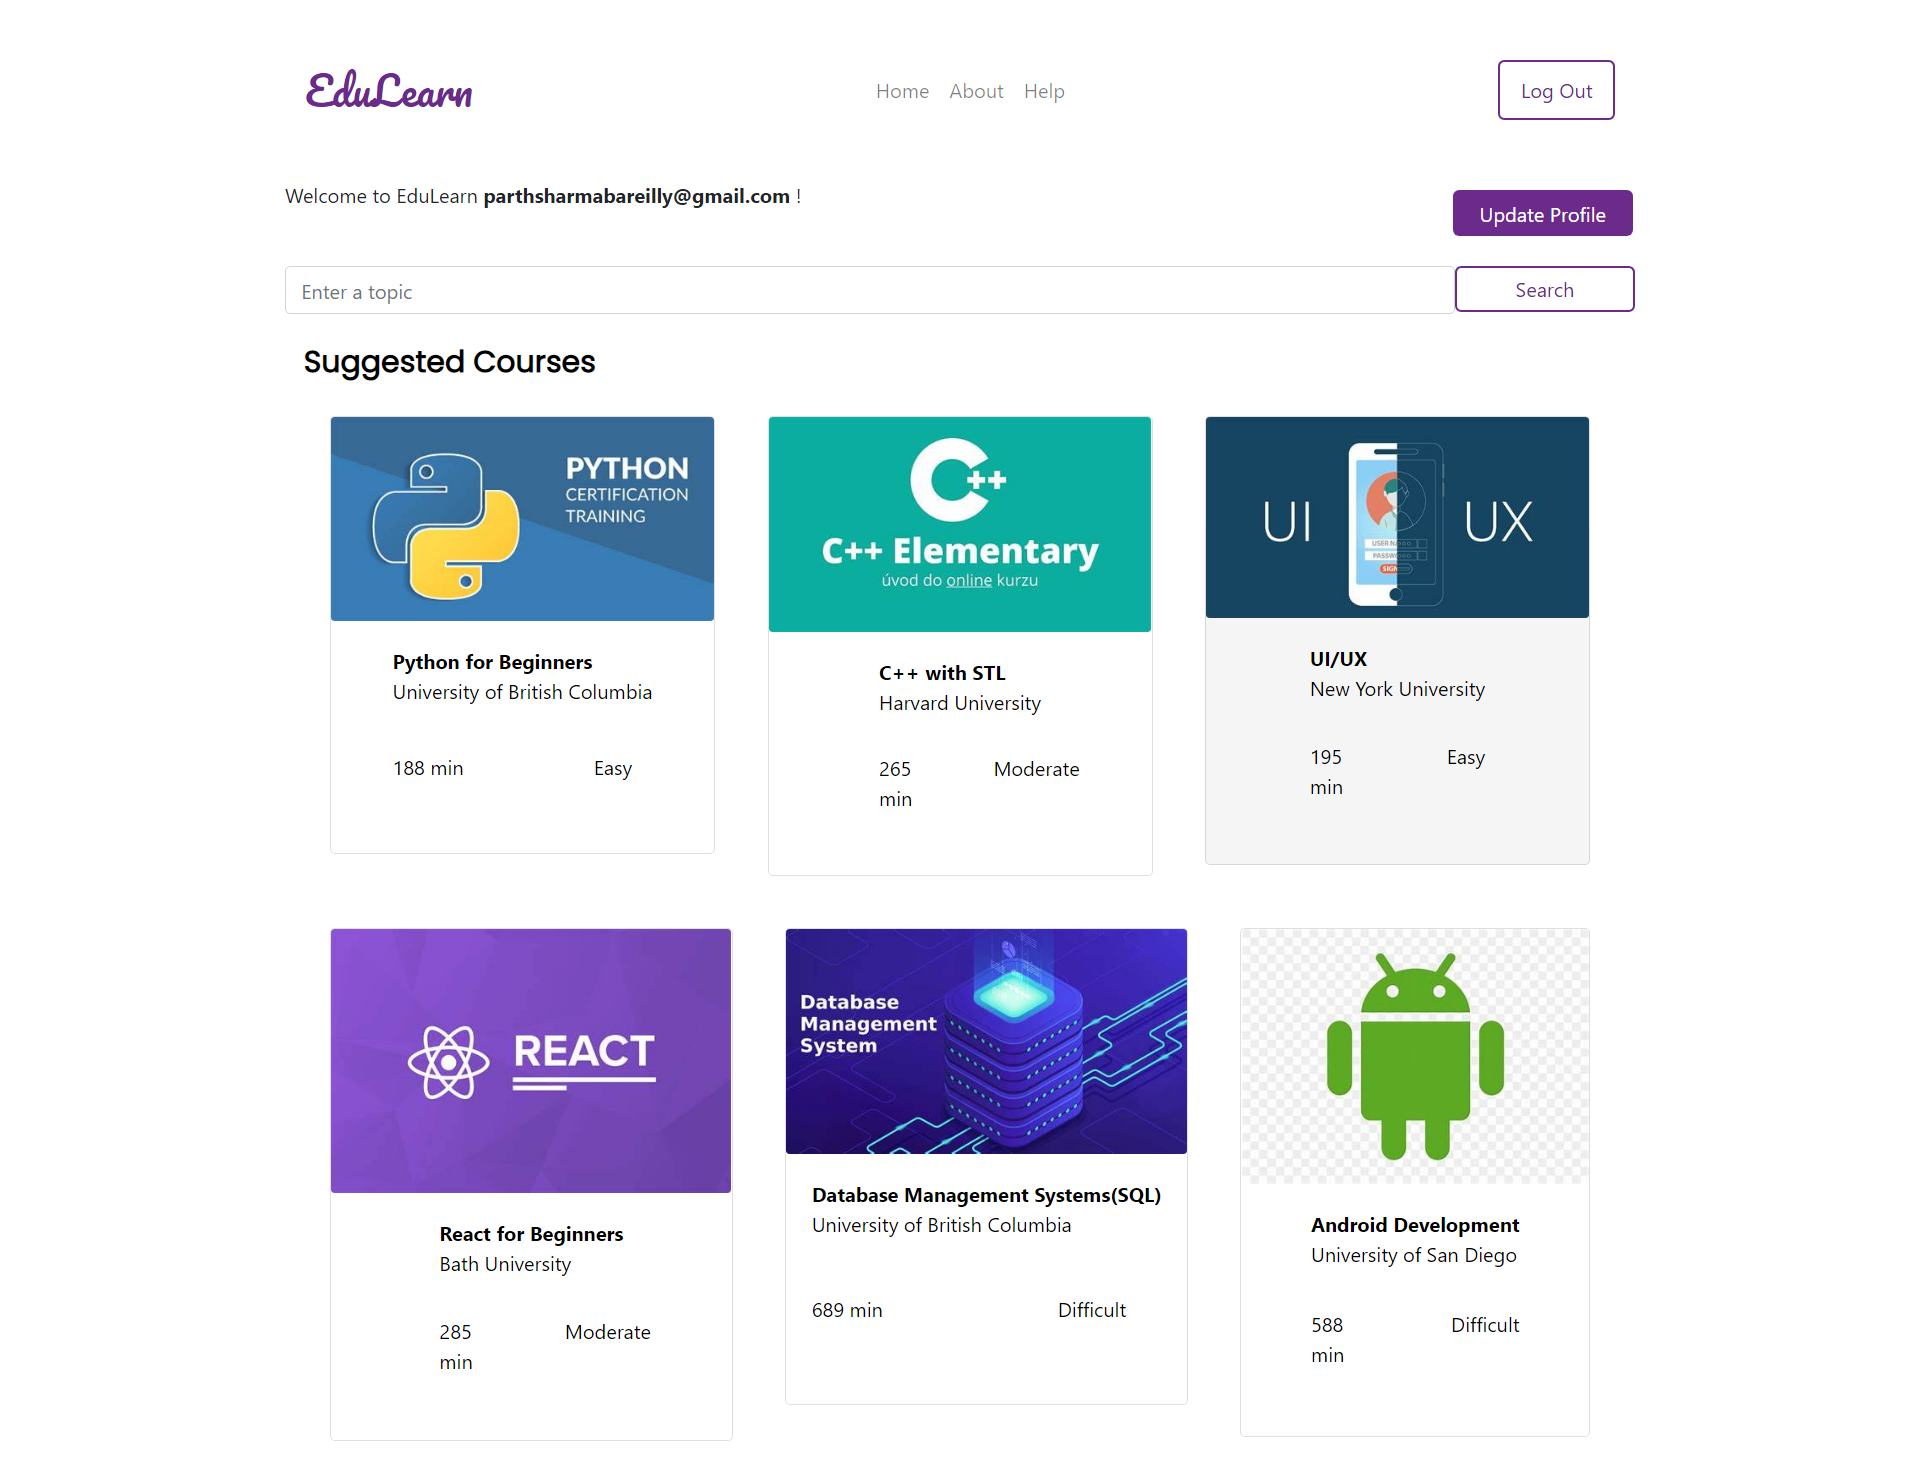 EduLearn
Home About Help
Log Out
Welcome to EduLearn parthsharmabareilly@gmail.com !
Update Profile
Enter a topic
Search
Suggested Courses
PYTHON
CERTIFICATION
TRAINING
Python for Beginners
University of British Columbia
188 min Easy
C++
C++ Elementary
úvod do online kurzu
C++ with STL
Harvard University
265 min Moderate
UI UX
UI/UX
New York University
195 min Easy
REACT
React for Beginners
Bath University
285 min Moderate
Database
Management
System
Database Management Systems(SQL)
University of British Columbia
689 min Difficult
Android Development
University of San Diego
588 min Difficult